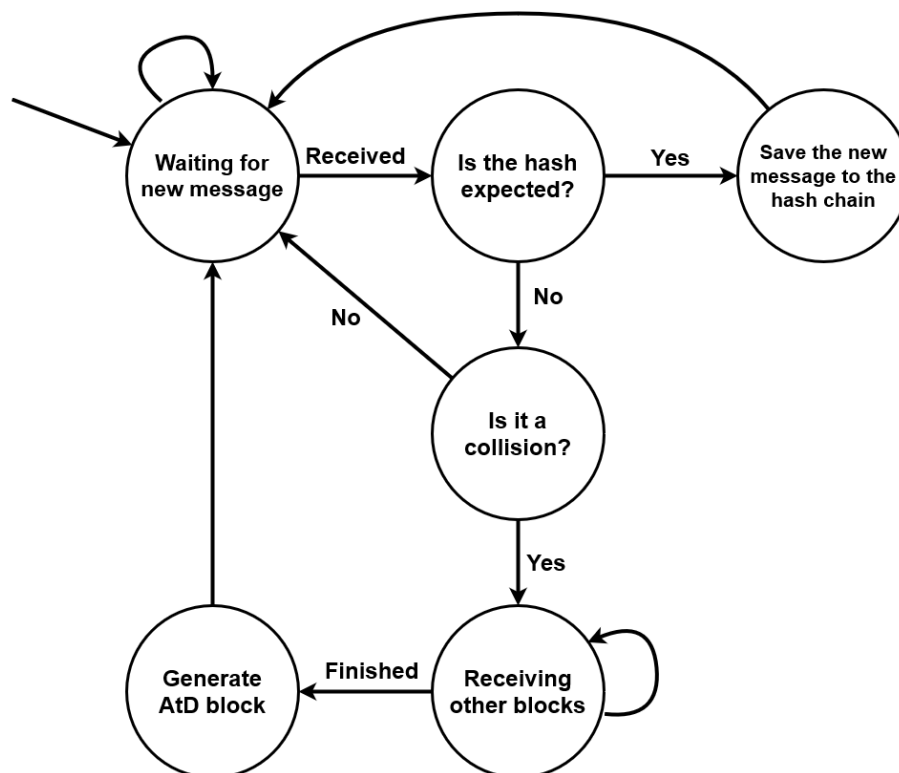 Waiting for
new message
Received
Is the hash
expected?
Yes
Save the new
message to the
hash chain
No
No
Is it a
collision?
Yes
Generate
AtD block
Finished
Receiving
other blocks